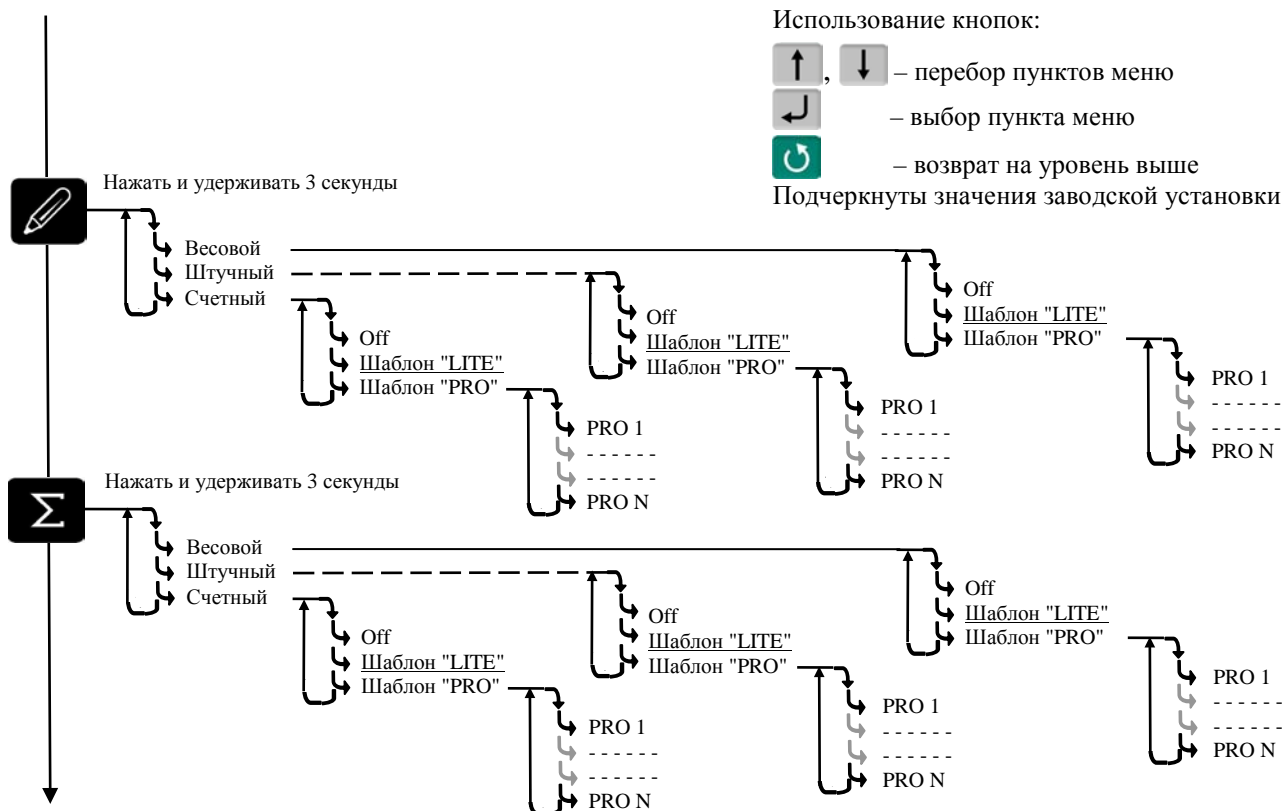 Использование кнопок:
, – перебор пунктов меню
– выбор пункта меню
– возврат на уровень выше
Подчеркнуты значения заводской установки
Нажать и удерживать 3 секунды
Весовой
Штучный
Счетный
Off
Шаблон "LITE"
Шаблон "PRO"
PRO 1
- - - - - -
- - - - - -
PRO N
Off
Шаблон "LITE"
Шаблон "PRO"
PRO 1
- - - - - -
- - - - - -
PRO N
Off
Шаблон "LITE"
Шаблон "PRO"
PRO 1
- - - - - -
- - - - - -
PRO N
Нажать и удерживать 3 секунды
Σ
Весовой
Штучный
Счетный
Off
Шаблон "LITE"
Шаблон "PRO"
PRO 1
- - - - - -
- - - - - -
PRO N
Off
Шаблон "LITE"
Шаблон "PRO"
PRO 1
- - - - - -
- - - - - -
PRO N
Off
Шаблон "LITE"
Шаблон "PRO"
PRO 1
- - - - - -
- - - - - -
PRO N